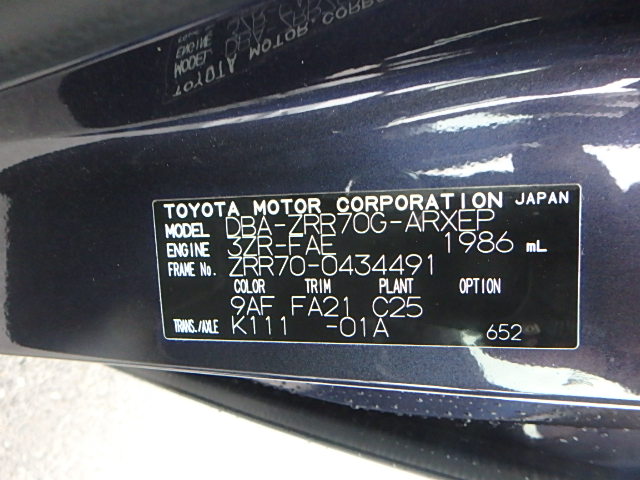 TOYOTA MOTOR CORPORATION JAPAN
MODEL DBA-ZRR70G-ARXEP
ENGINE 3ZR-FAE 1986 mL
FRAME No. ZRR70-0434491
COLOR TRIM PLANT OPTION
9AF FA21 C25
TRANS./AXLE K111 -01A 652